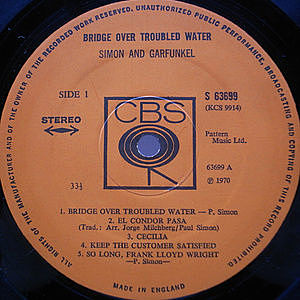 ALL RIGHTS OF THE MANUFACTURER AND OF THE OWNER OF THE RECORDED WORK RESERVED. UNAUTHORIZED PUBLIC PERFORMANCE, BROADCASTING AND COPYING OF THIS RECORD PROHIBITED.
BRIDGE OVER TROUBLED WATER
SIMON AND GARFUNKEL
SIDE 1
S 63699
(KCS 9914)
STEREO
CBS
Pattern
Music Ltd.
63699 A
33⅓
℗ 1970
1. BRIDGE OVER TROUBLED WATER — P. Simon
2. EL CONDOR PASA
(Trad.: Arr. Jorge Milchberg/Paul Simon)
3. CECILIA
4. KEEP THE CUSTOMER SATISFIED
5. SO LONG, FRANK LLOYD WRIGHT
—P. Simon—
MADE IN ENGLAND